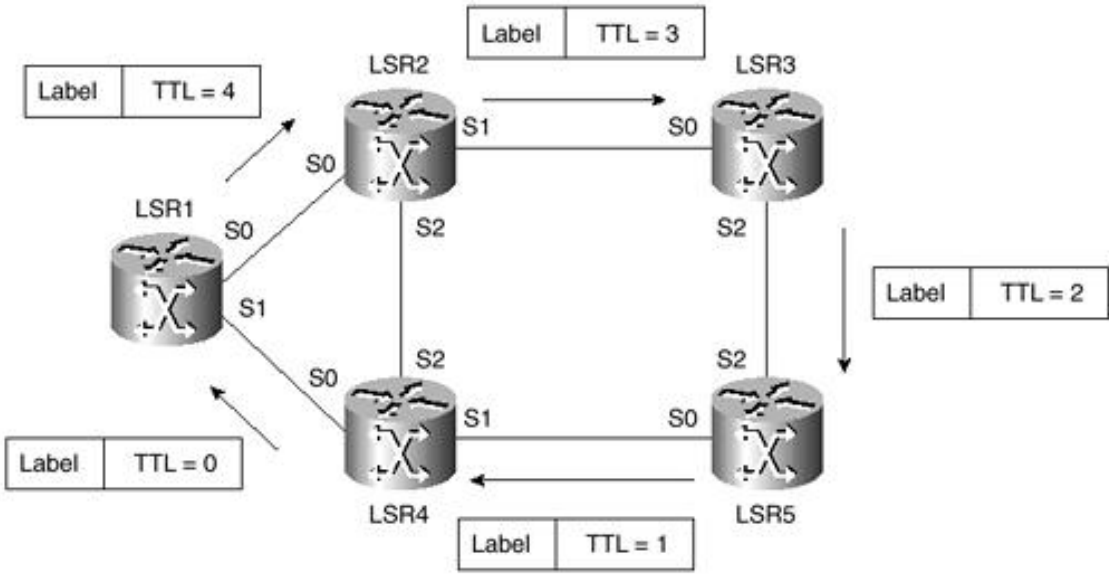 Label TTL = 3
LSR2
LSR3
Label TTL = 4
S1
S0
S0
LSR1
S0
S2
S2
Label TTL = 2
S1
S2
S2
S0
S1
S0
Label TTL = 0
LSR4
LSR5
Label TTL = 1